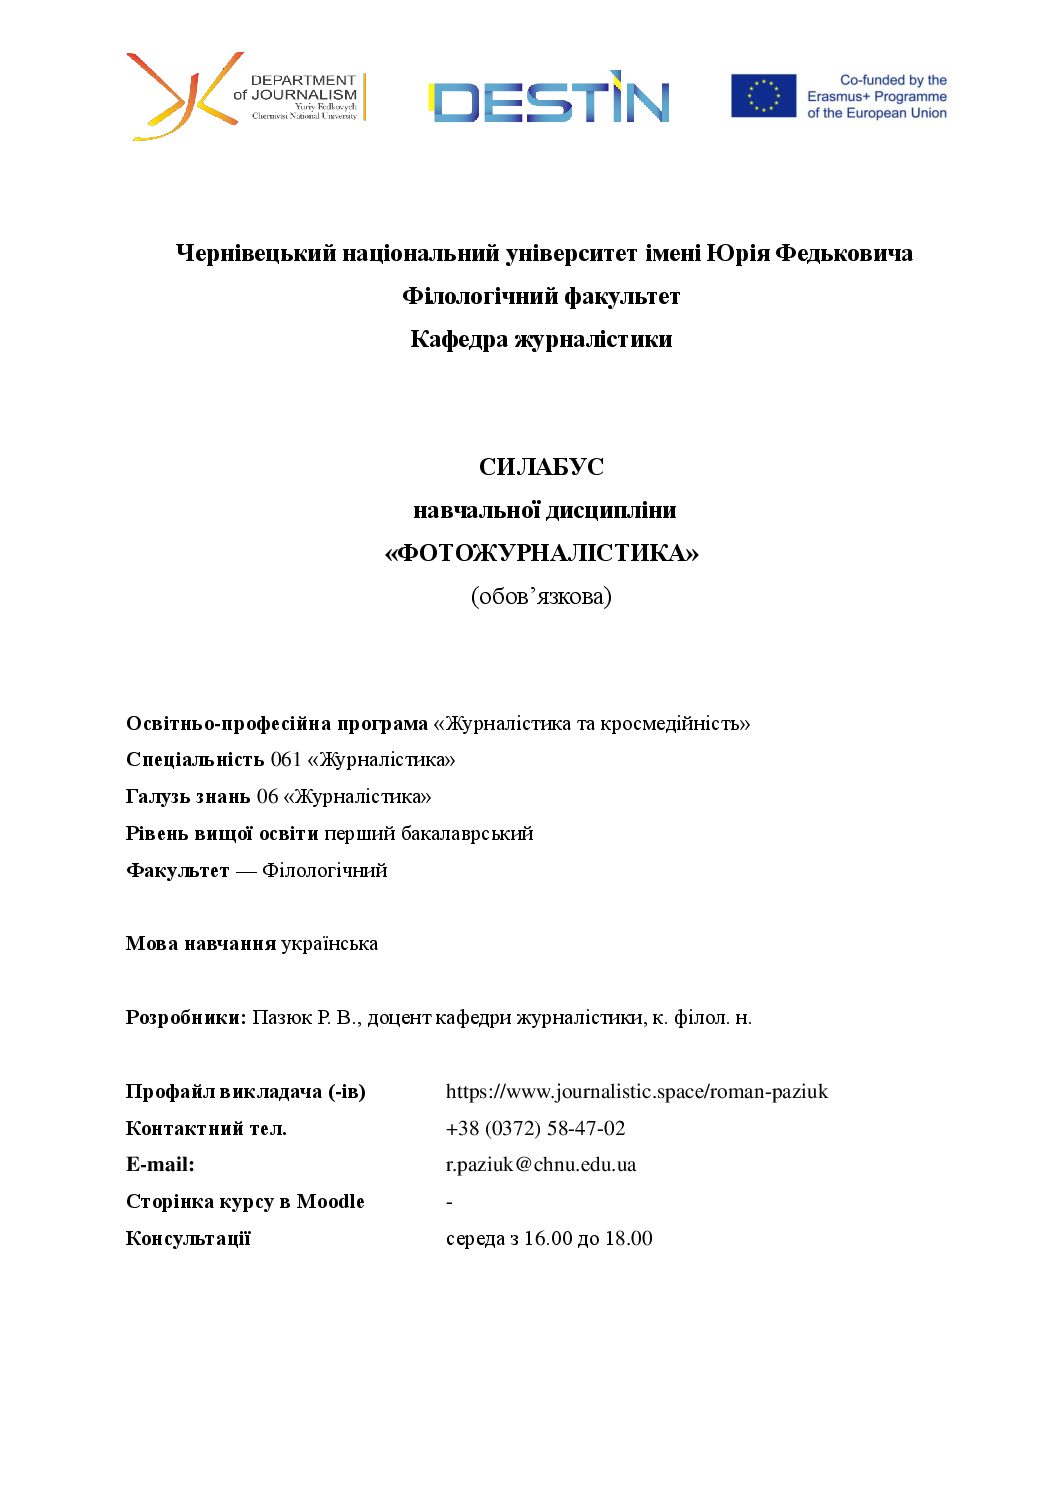 DEPARTMENT
of JOURNALISM
Yuriy Fedkovych
Chernivtsi National University
DESTIN
Co-funded by the
Erasmus+ Programme
of the European Union
Чернівецький національний університет імені Юрія Федьковича
Філологічний факультет
Кафедра журналістики
СИЛАБУС
навчальної дисципліни
«ФОТОЖУРНАЛІСТИКА»
(обов’язкова)
Освітньо-професійна програма «Журналістика та кросмедійність»
Спеціальність 061 «Журналістика»
Галузь знань 06 «Журналістика»
Рівень вищої освіти перший бакалаврський
Факультет — Філологічний
Мова навчання українська
Розробники: Пазюк Р. В., доцент кафедри журналістики, к. філол. н.
Профайл викладача (-ів) https://www.journalistic.space/roman-paziuk
Контактний тел. +38 (0372) 58-47-02
E-mail: r.paziuk@chnu.edu.ua
Сторінка курсу в Moodle -
Консультації середа з 16.00 до 18.00